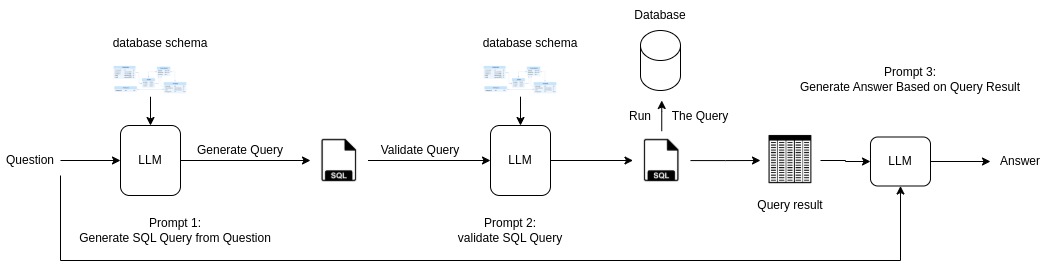 Database
database schema
database schema
Prompt 3:
Generate Answer Based on Query Result
Run The Query
Question
LLM
Generate Query
SQL
Validate Query
LLM
SQL
LLM
Answer
Query result
Prompt 1:
Generate SQL Query from Question
Prompt 2:
validate SQL Query